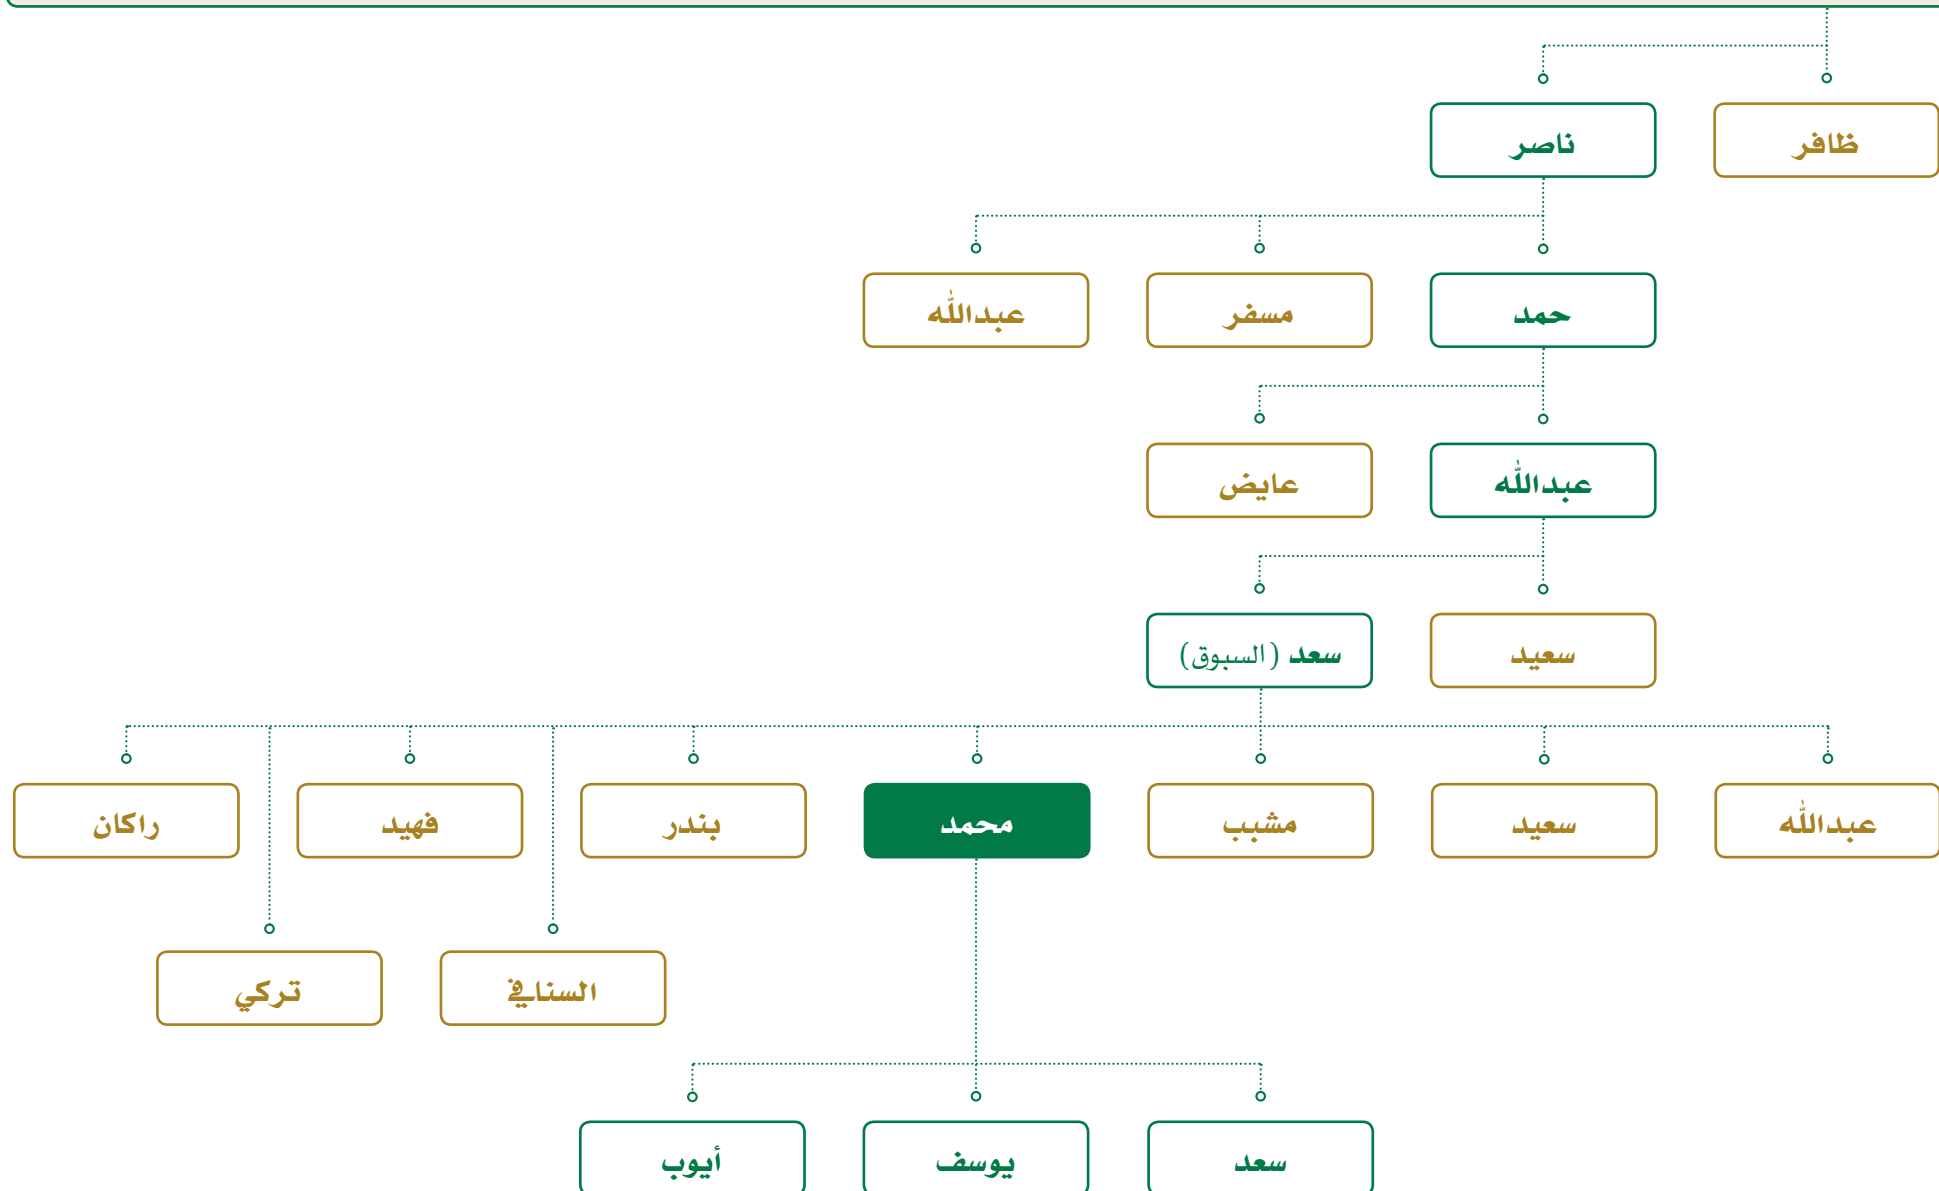 ظافر
ناصر
حمد
مسفر
عبدالله
عبدالله
عايض
سعيد
سعد (السبوق)
عبدالله
سعيد
مشبب
محمد
بندر
فهيد
راكان
السنافي
تركي
سعد
يوسف
أيوب